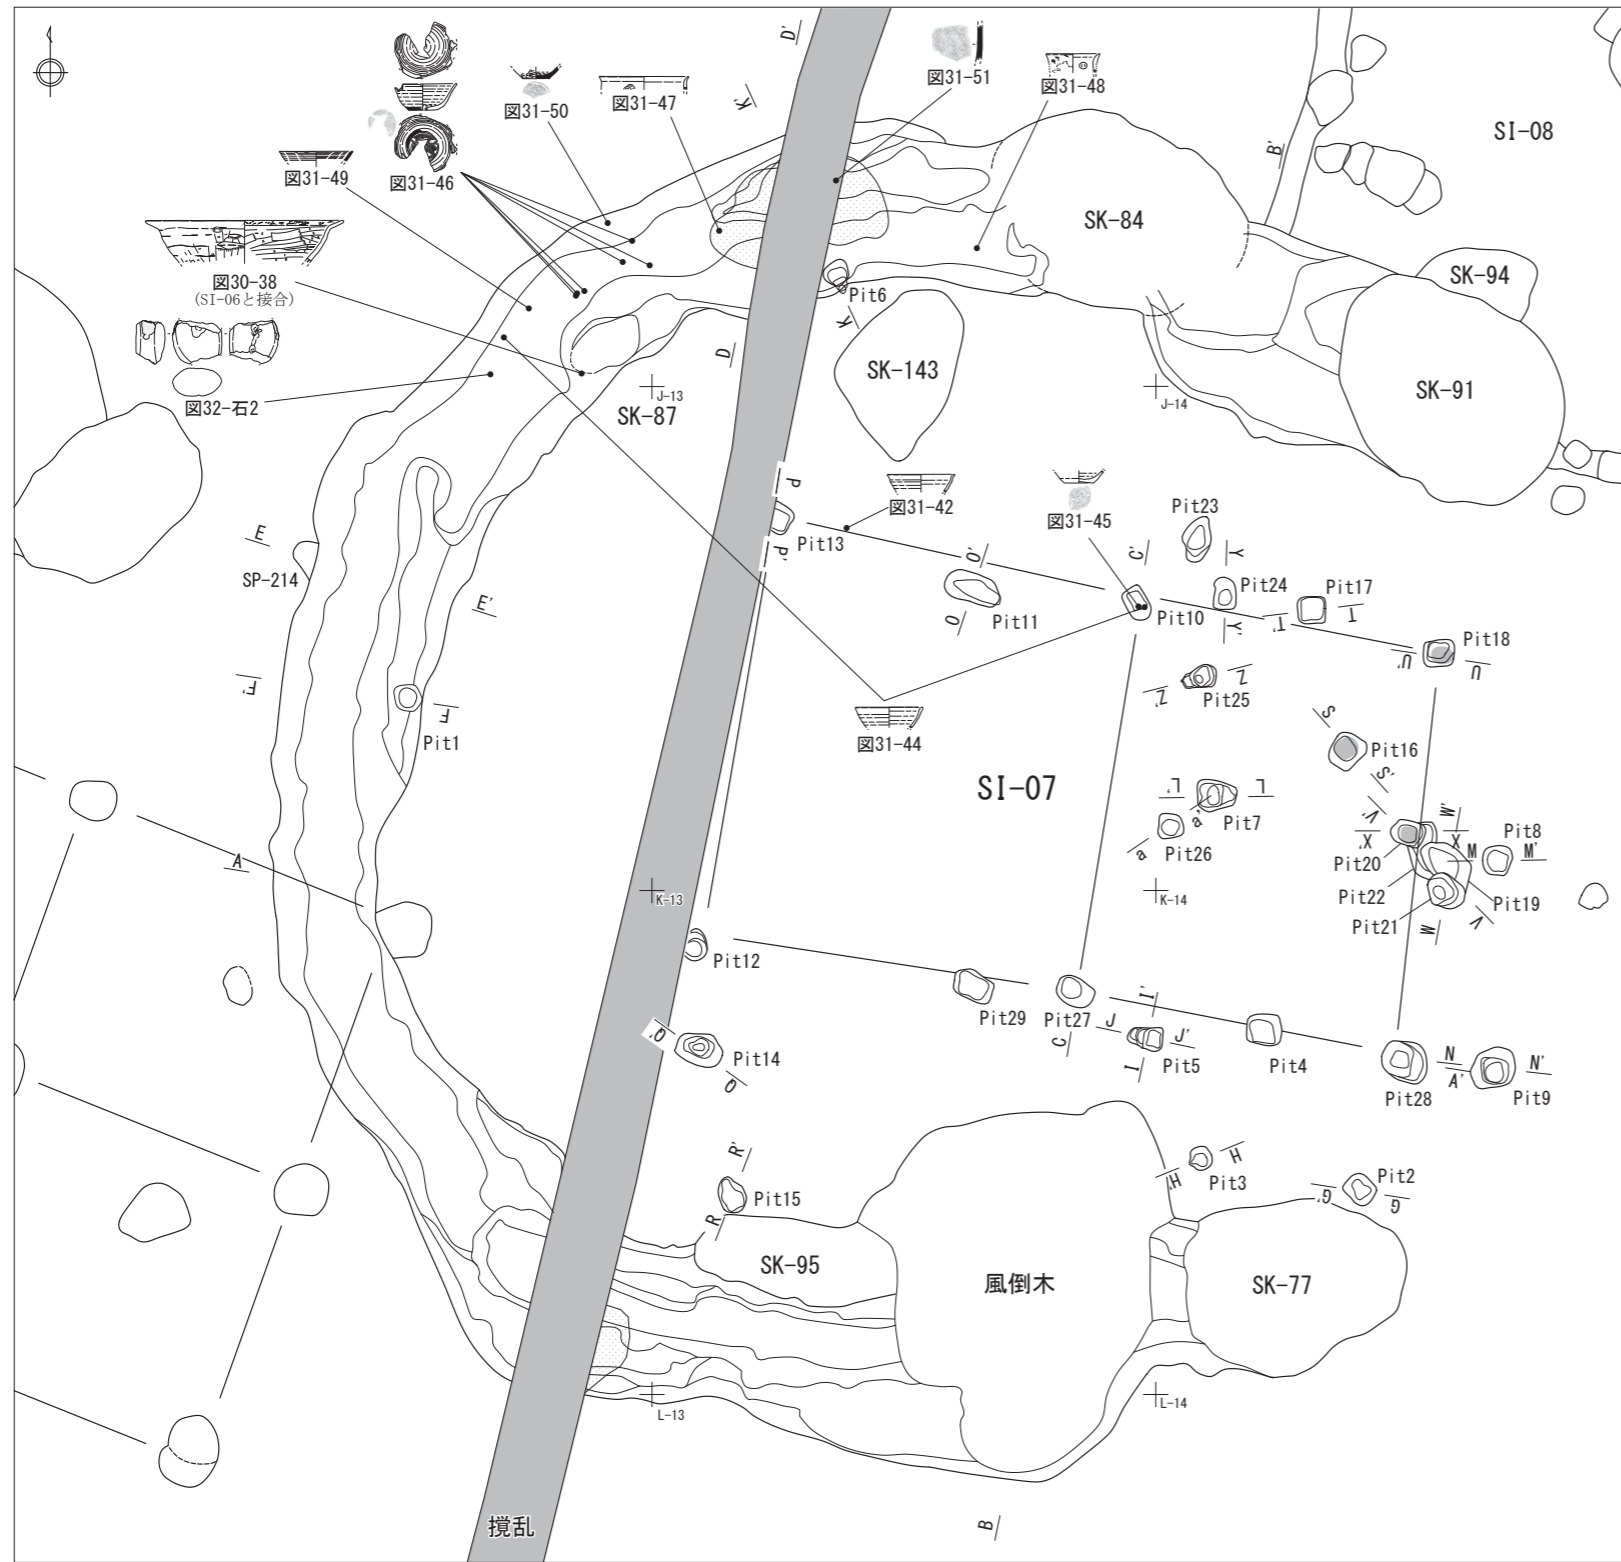 D'
図31-51
図31-48
SI-08
K'
図31-50
図31-47
B'
図31-49
図31-46
SK-84
SK-94
図30-38
(SI-06と接合)
Pit6
K
D
SK-143
SK-91
J-13
J-14
図32-石2
SK-87
P
図31-42
図31-45
Pit23
E
Pit13
P'
O'
C'
Y
SP-214
Pit24
Pit17
E'
O
Pit11
Pit10
Y'
T'
T
Pit18
U'
U
F'
Z
Z'
Pit25
F
Pit1
図31-44
S
Pit16
S'
SI-07
L'
L
a'
Pit7
V'
W'
X'
X
Pit8
A
a
Pit26
Pit20
M
M'
K-13
K-14
Pit22
Pit19
Pit21
V
W
Pit12
Pit29
Pit27
I'
J
J'
C
I
Pit5
Pit4
N
N'
A'
Pit28
Pit9
Q'
Pit14
Q
R'
H
H'
Pit3
Pit2
G'
G
Pit15
R
SK-95
風倒木
SK-77
L-13
L-14
撹乱
B